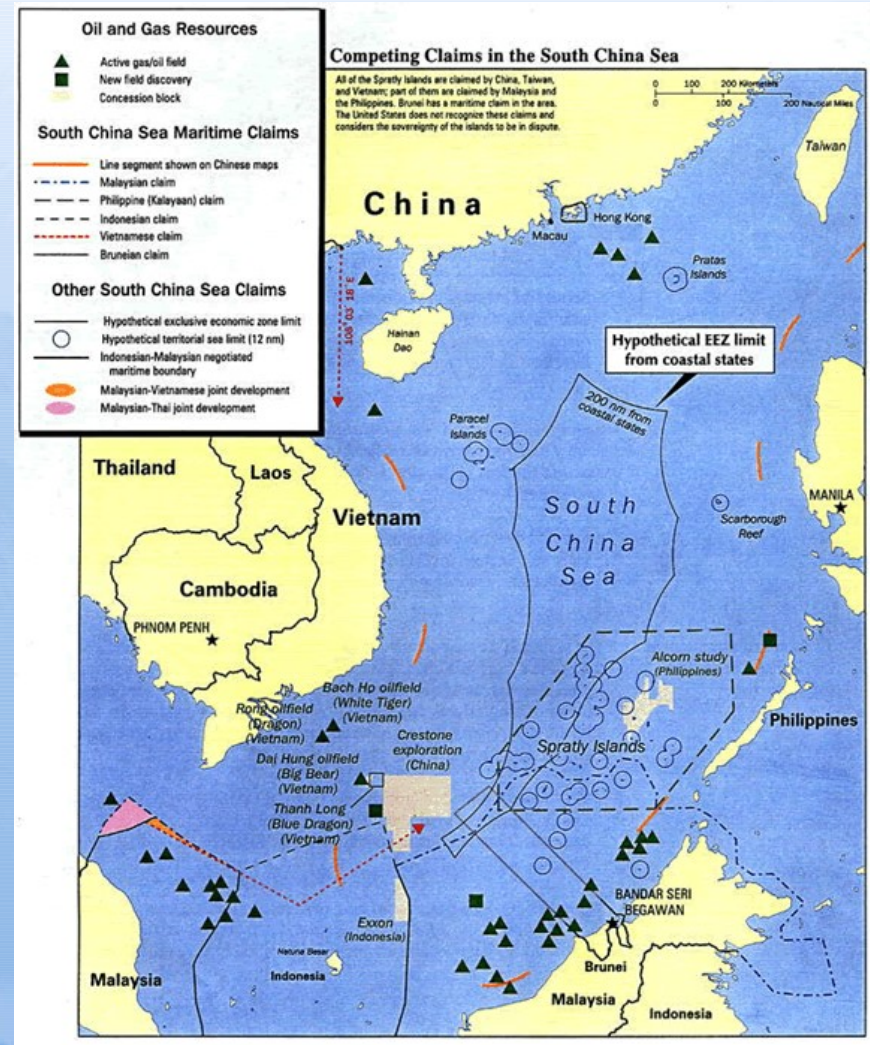 Oil and Gas Resources
Active gas/oil field
New field discovery
Concession block
South China Sea Maritime Claims
Line segment shown on Chinese maps
Malaysian claim
Philippine (Kalayaan) claim
Indonesian claim
Vietnamese claim
Bruneian claim
Other South China Sea Claims
Hypothetical exclusive economic zone limit
Hypothetical territorial sea limit (12 nm)
Indonesian-Malaysian negotiated
maritime boundary
Malaysian-Vietnamese joint development
Malaysian-Thai joint development
Competing Claims in the South China Sea
All of the Spratly Islands are claimed by China, Taiwan,
and Vietnam; part of them are claimed by Malaysia and
the Philippines. Brunei has a maritime claim in the area.
The United States does not recognize these claims and
considers the sovereignty of the islands to be in dispute.
0 100 200 Kilometers
0 100 200 Nautical Miles
Taiwan
China
Hong Kong
Macau
Pratas
Islands
108° 03' 18" E
Hainan
Dao
Hypothetical EEZ limit
from coastal states
200 nm from
coastal states
Paracel
Islands
Thailand
Laos
Vietnam
South
China
Sea
MANILA
Scarborough
Reef
Cambodia
PHNOM PENH
Alcorn study
(Philippines)
Bach Hp oilfield
(White Tiger)
(Vietnam)
Rong oilfield
(Dragon)
(Vietnam)
Crestone
exploration
(China)
Philippines
Spratly Islands
Dai Hung oilfield
(Big Bear)
(Vietnam)
Thanh Long
(Blue Dragon)
(Vietnam)
BANDAR SERI
BEGAWAN
Exxon
(Indonesia)
Natuna Besar
Indonesia
Malaysia
Brunei
Malaysia
Indonesia